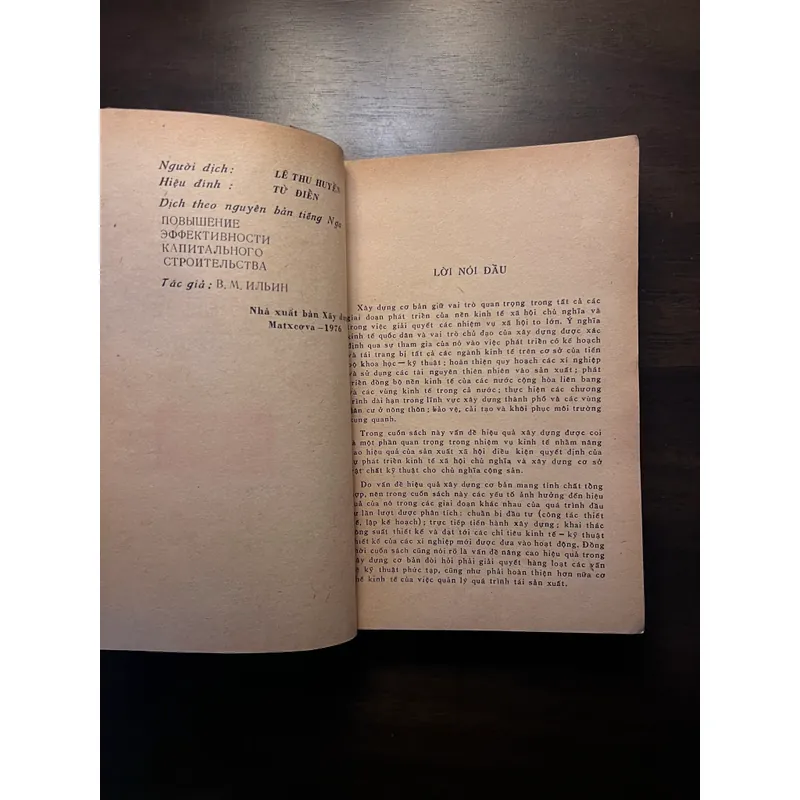 Người dịch: LÊ THU HUYỀN
Hiệu đính : TỪ ĐIỀN
Dịch theo nguyên bản tiếng Nga
ПОВЫШЕНИЕ
ЭФФЕКТИВНОСТИ
КАПИТАЛЬНОГО
СТРОИТЕЛЬСТВА
Tác giả : В. М. ИЛЬИН
Nhà xuất bản Xây dựng
Matxcơva — 1976
LỜI NÓI ĐẦU
Xây dựng cơ bản giữ vai trò quan trọng trong tất cả các
giai đoạn phát triển của nền kinh tế xã hội chủ nghĩa và
trong việc giải quyết các nhiệm vụ xã hội to lớn. Ý nghĩa
kinh tế quốc dân và vai trò chủ đạo của xây dựng được xác
định qua sự tham gia của nó vào việc phát triển có kế hoạch
và tái trang bị tất cả các ngành kinh tế trên cơ sở của tiến
bộ khoa học — kỹ thuật ; hoàn thiện quy hoạch các xí nghiệp
và sử dụng các tài nguyên thiên nhiên vào sản xuất ; phát
triển đồng bộ nền kinh tế của các nước cộng hòa liên bang
và các vùng kinh tế trong cả nước ; thực hiện các chương
trình dài hạn trong lĩnh vực xây dựng thành phố và các vùng
dân cư ở nông thôn ; bảo vệ, cải tạo và khôi phục môi trường
xung quanh.
Trong cuốn sách này vấn đề hiệu quả xây dựng được coi
là một phần quan trọng trong nhiệm vụ kinh tế nhằm nâng
cao hiệu quả của sản xuất xã hội điều kiện quyết định của
sự phát triển kinh tế xã hội chủ nghĩa và xây dựng cơ sở
vật chất kỹ thuật cho chủ nghĩa cộng sản.
Do vấn đề hiệu quả xây dựng cơ bản mang tính chất tổng
hợp, nên trong cuốn sách này các yếu tố ảnh hưởng đến hiệu
quả của nó trong các giai đoạn khác nhau của quá trình đầu
tư lần lượt được phân tích : chuẩn bị đầu tư (công tác thiết
kế, lập kế hoạch) ; trực tiếp tiến hành xây dựng ; khai thác
công suất thiết kế và đạt tới các chỉ tiêu kinh tế — kỹ thuật
thiết kế của các xí nghiệp mới được đưa vào hoạt động. Đồng
thời cuốn sách cũng nói rõ là vấn đề nâng cao hiệu quả trong
xây dựng cơ bản đòi hỏi phải giải quyết hàng loạt các vấn
đề kỹ thuật phức tạp, cũng như phải hoàn thiện hơn nữa cơ
chế kinh tế của việc quản lý quá trình tái sản xuất.